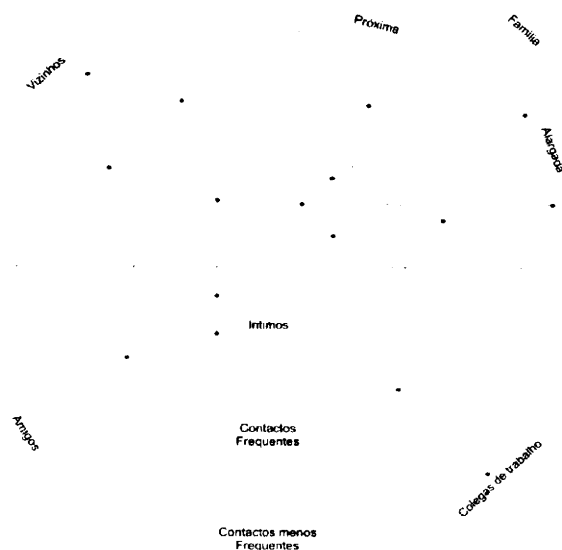 Próxima
Família
Vizinhos
Alargada
Intimos
Amigos
Contactos
Frequentes
Colegas de trabalho
Contactos menos
Frequentes